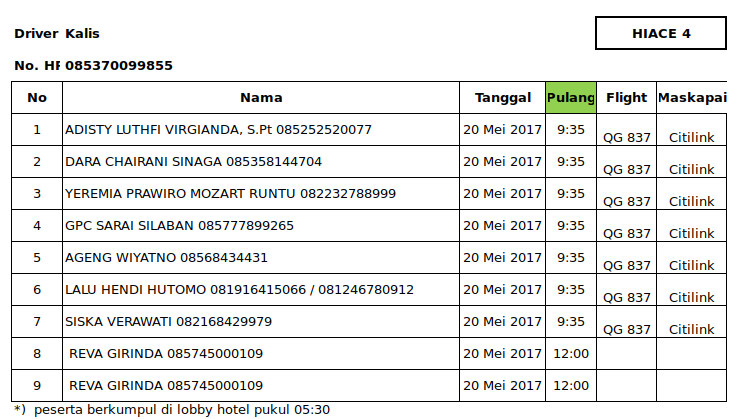 Driver Kalis
HIACE 4
No. HP 085370099855
No Nama Tanggal Pulang Flight Maskapai
1 ADISTY LUTHFI VIRGIANDA, S.Pt 085252520077 20 Mei 2017 9:35 QG 837 Citilink
2 DARA CHAIRANI SINAGA 085358144704 20 Mei 2017 9:35 QG 837 Citilink
3 YEREMIA PRAWIRO MOZART RUNTU 082232788999 20 Mei 2017 9:35 QG 837 Citilink
4 GPC SARAI SILABAN 085777899265 20 Mei 2017 9:35 QG 837 Citilink
5 AGENG WIYATNO 08568434431 20 Mei 2017 9:35 QG 837 Citilink
6 LALU HENDI HUTOMO 081916415066 / 081246780912 20 Mei 2017 9:35 QG 837 Citilink
7 SISKA VERAWATI 082168429979 20 Mei 2017 9:35 QG 837 Citilink
8 REVA GIRINDA 085745000109 20 Mei 2017 12:00
9 REVA GIRINDA 085745000109 20 Mei 2017 12:00
*) peserta berkumpul di lobby hotel pukul 05:30